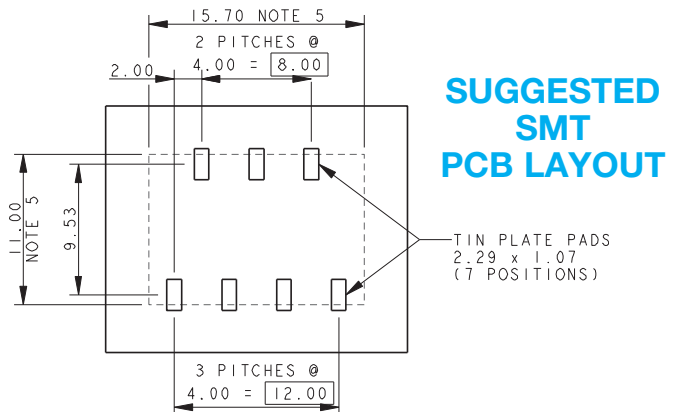 15.70 NOTE 5
2 PITCHES @
4.00 = 8.00
2.00
SUGGESTED
SMT
PCB LAYOUT
11.00
NOTE 5
9.53
TIN PLATE PADS
2.29 x 1.07
(7 POSITIONS)
3 PITCHES @
4.00 = 12.00